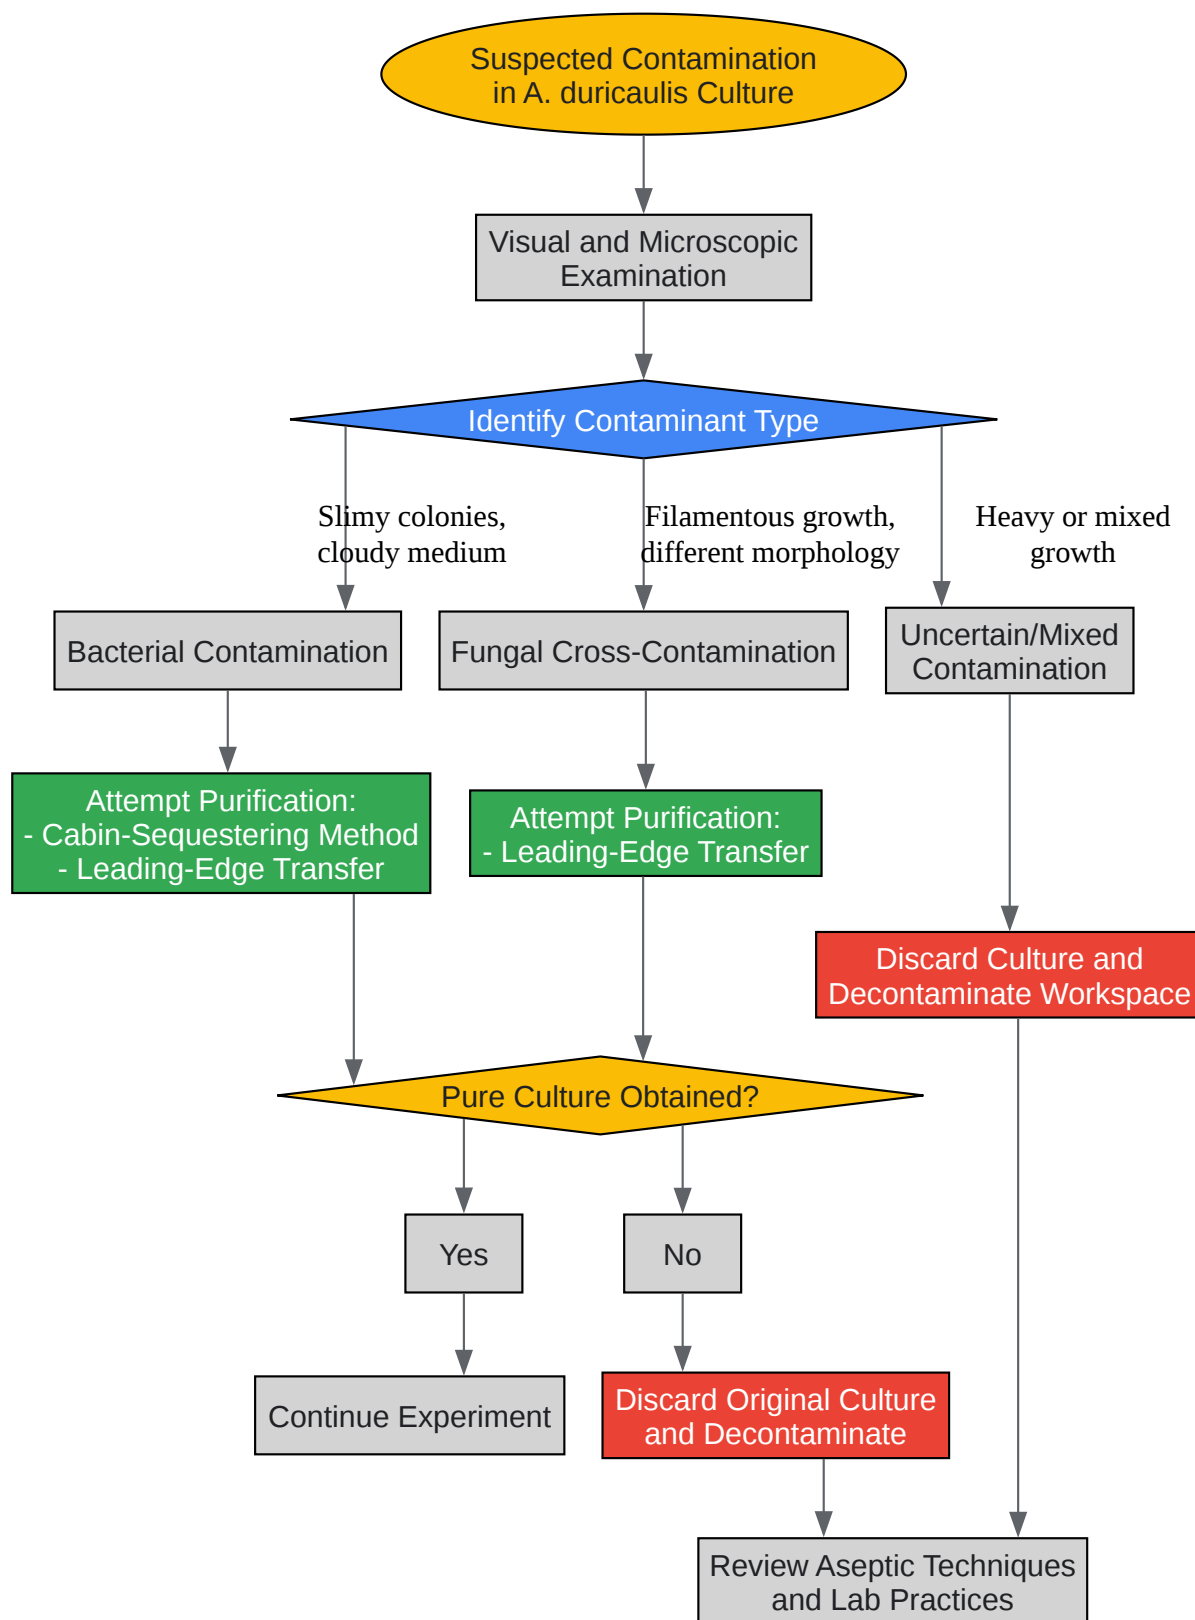 Suspected Contamination
in A. duricaulis Culture
Visual and Microscopic
Examination
Identify Contaminant Type
Slimy colonies,
cloudy medium
Filamentous growth,
different morphology
Heavy or mixed
growth
Bacterial Contamination
Fungal Cross-Contamination
Uncertain/Mixed
Contamination
Attempt Purification:
- Cabin-Sequestering Method
- Leading-Edge Transfer
Attempt Purification:
- Leading-Edge Transfer
Discard Culture and
Decontaminate Workspace
Pure Culture Obtained?
Yes
No
Continue Experiment
Discard Original Culture
and Decontaminate
Review Aseptic Techniques
and Lab Practices